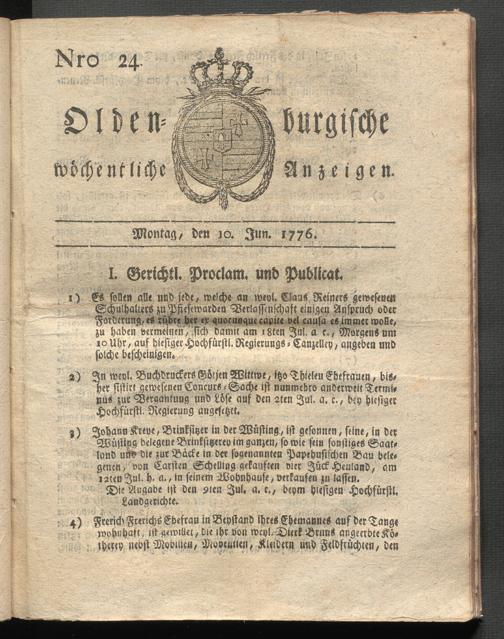 Nro 24.
Olden- burgische
wöchentliche Anzeigen.
Montag, den 10. Jun. 1776.
I. Gerichtl. Proclam. und Publicat.
1) Es sollen alle und jede, welche an weyl. Claus Reiners gewesenen
Schulhalters zu Pfiesewarden Verlassenschaft einigen Anspruch oder
Forderung, es rühre her ex quocunque capite vel causa es immer wolle,
zu haben vermeinen, sich damit am 18ten Jul. a. c., Morgens um
10 Uhr, auf hiesiger Hochfürstl. Regierungs-Canzelley, angeben und
solche bescheinigen.
2) In weyl. Buchdruckers Götjen Wittwe, itzo Thielen Ehefrauen, bis-
her sistirt gewesenen Concurs-Sache ist nunmehro anderweit Termi-
nus zur Vergantung und Löse auf den 2ten Jul. a. c., bey hiesiger
Hochfürstl. Regierung angesetzet.
3) Johann Kreye, Brinksitzer in der Wüsting, ist gesonnen, seine, in der
Wüsting belegene Brinksitzerey im ganzen, so wie sein sonstiges Saat-
land und die zur Bäcke in der sogenannten Papehusischen Bau bele-
genen, von Carsten Schelling gekauften vier Jück Heuland, am
12ten Jul. h. a., in seinem Wohnhause, verkaufen zu lassen.
Die Angabe ist den 9ten Jul. a. c., beym hiesigen Hochfürstl.
Landgerichte.
4) Frerich Frerichs Ehefrau in Beystand Ihres Ehemannes auf der Tange
wohnhaft, ist gewillet, die ihr von weyl. Dierk Bruns angeerbte Kö-
therey nebst Mobilien, Moventien, Kleidern und Feldfrüchten, den